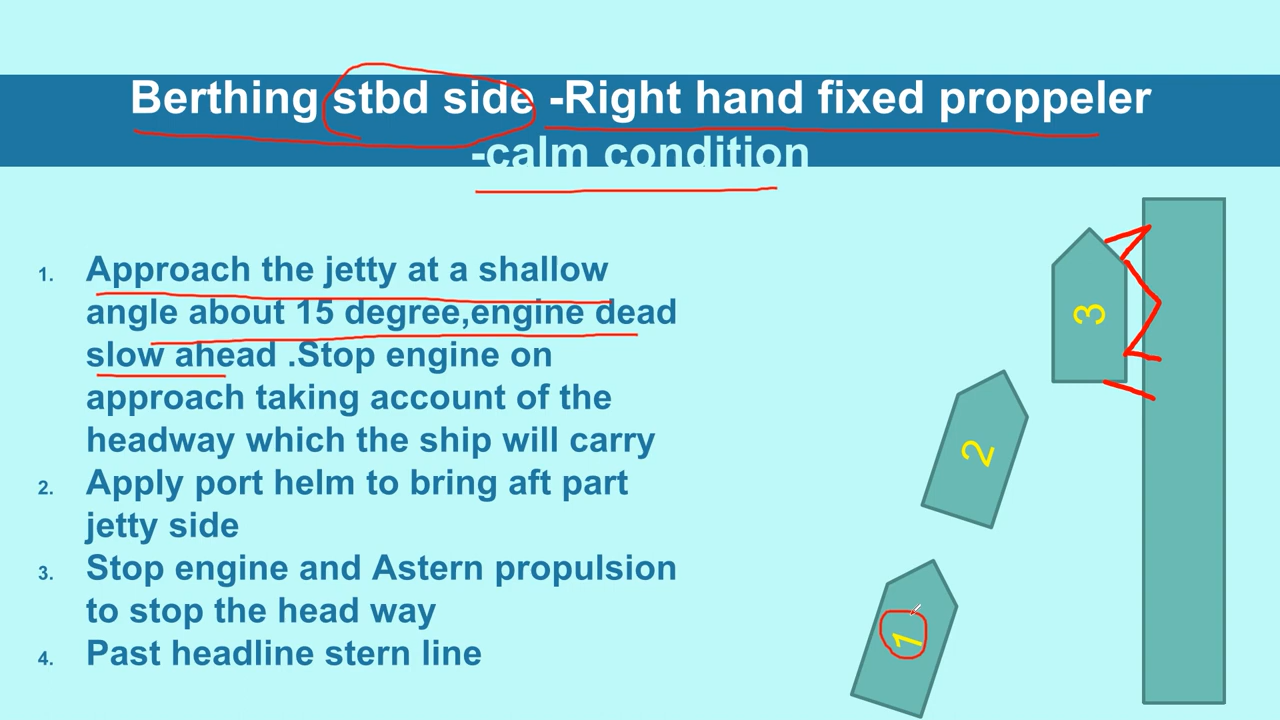 Berthing stbd side -Right hand fixed proppeler
-calm condition
1. Approach the jetty at a shallow
angle about 15 degree,engine dead
slow ahead .Stop engine on
approach taking account of the
headway which the ship will carry
2. Apply port helm to bring aft part
jetty side
3. Stop engine and Astern propulsion
to stop the head way
4. Past headline stern line
3
2
1